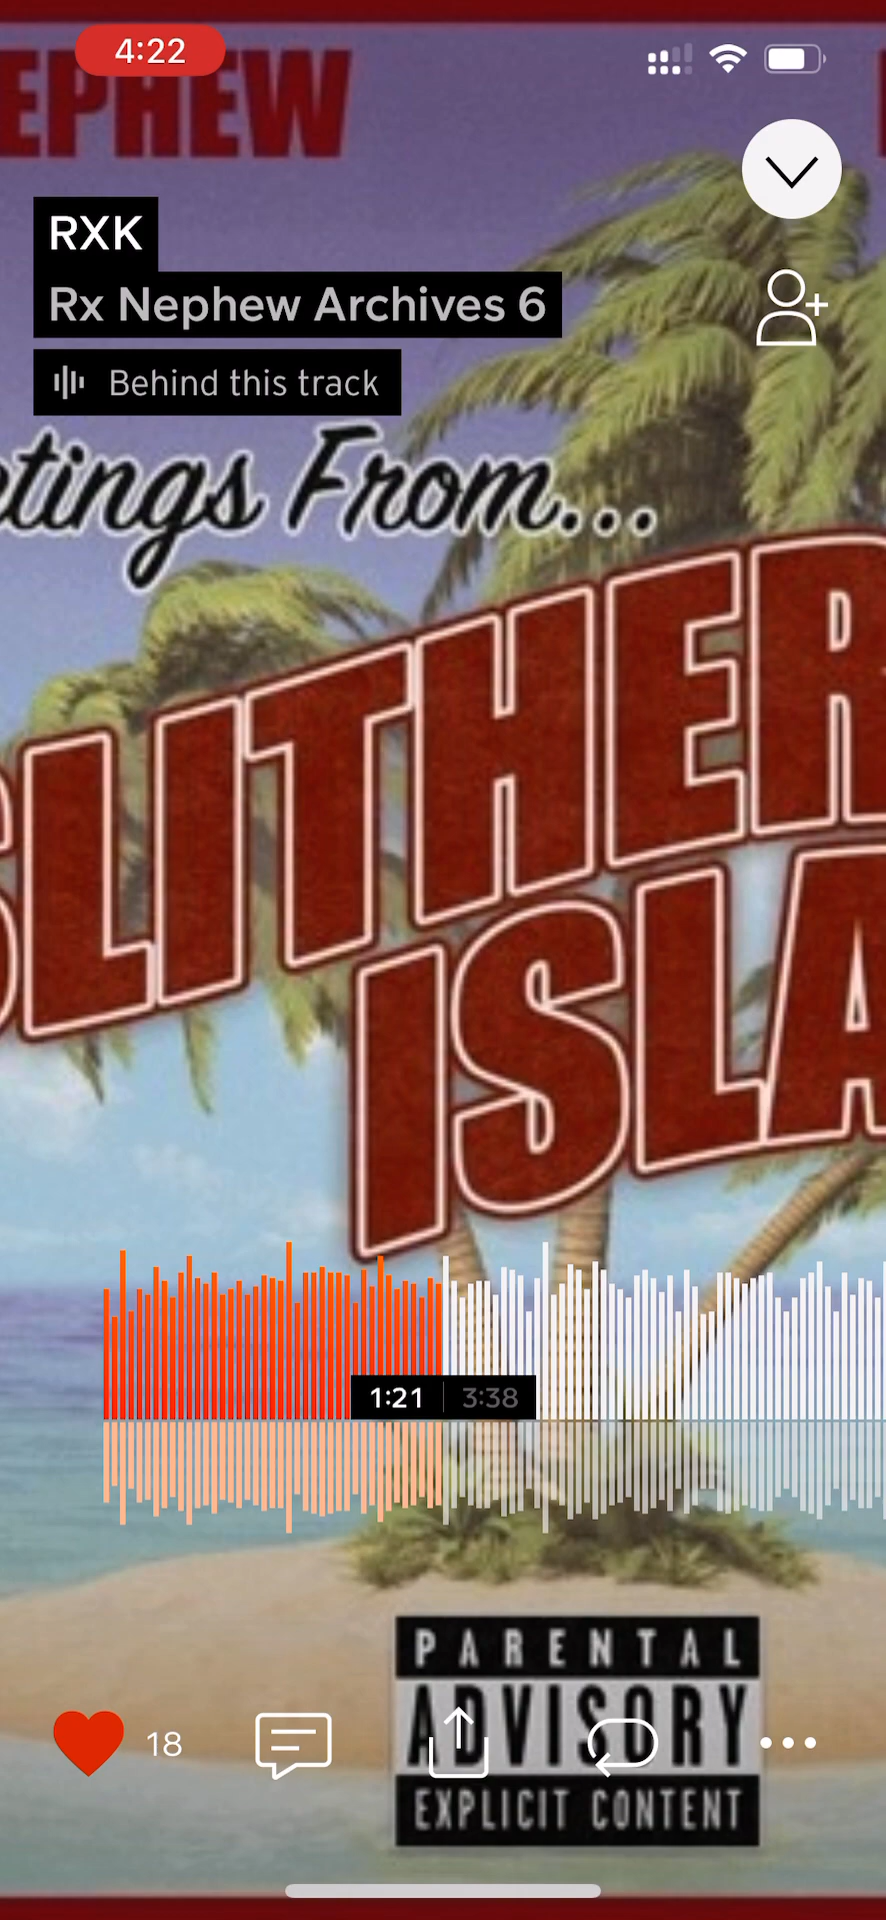 4:22
EPHEW
RXK
Rx Nephew Archives 6
Behind this track
tings From...
SLITHER
ISLA
1:21 3:38
PARENTAL
ADVISORY
EXPLICIT CONTENT
18